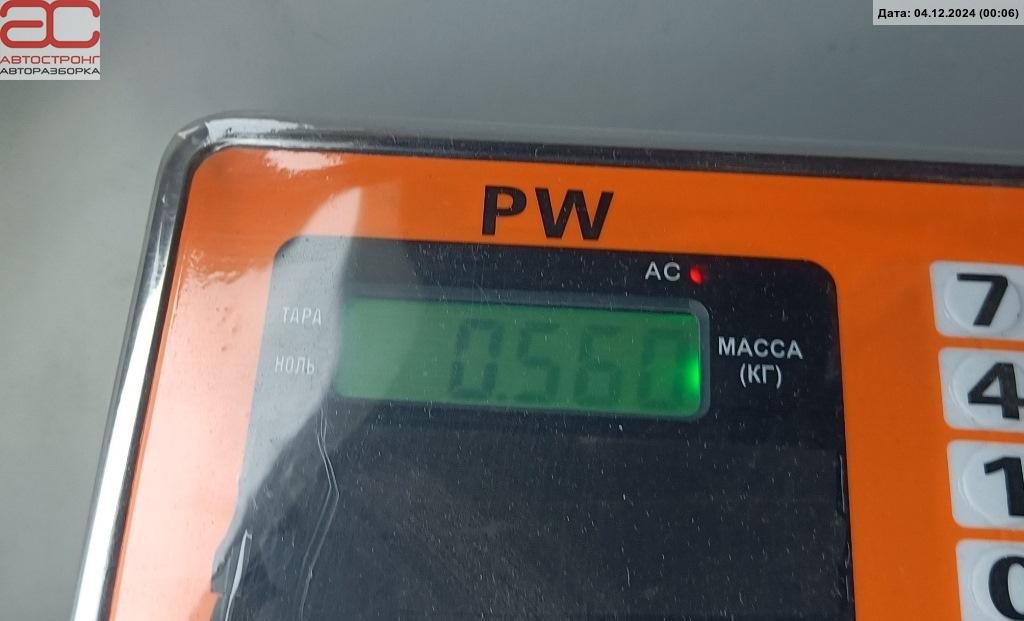 АС
АВТОСТРОНГ
АВТОРАЗБОРКА
Дата: 04.12.2024 (00:06)
PW
AC
ТАРА
НОЛЬ
0.560
МАССА
(КГ)
7
4
1
0